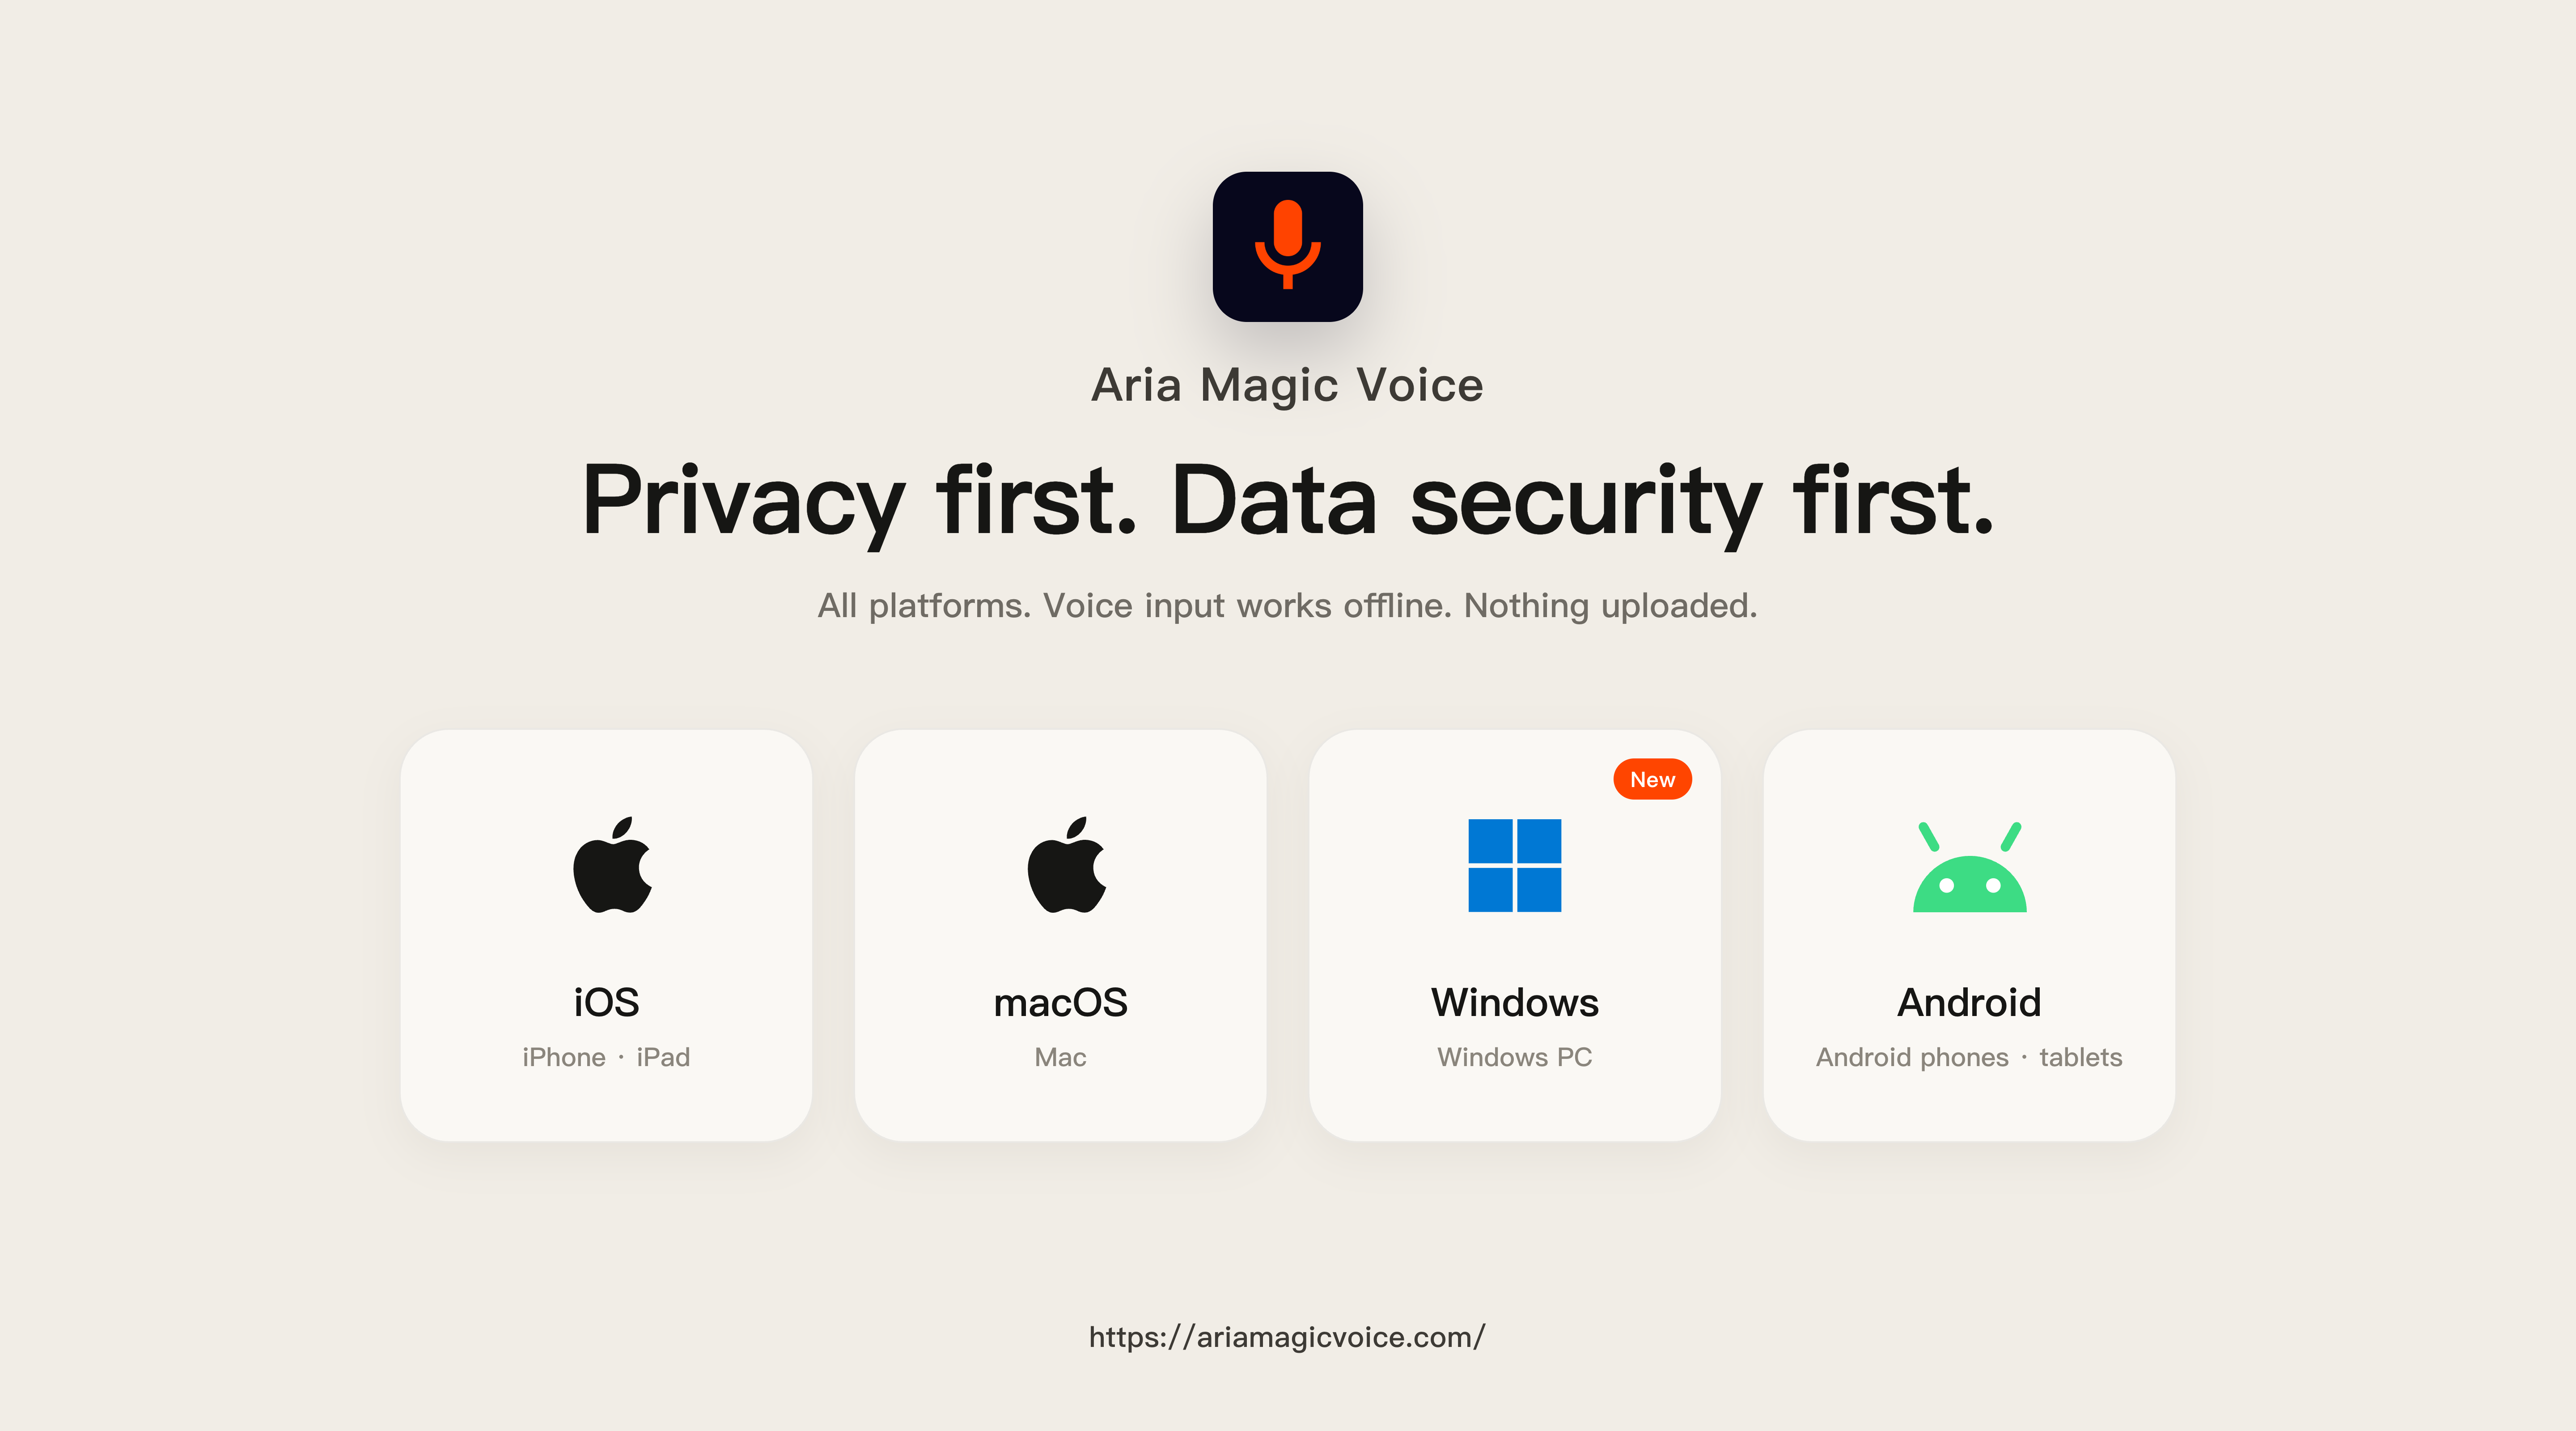 Aria Magic Voice
Privacy first. Data security first.
All platforms. Voice input works offline. Nothing uploaded.
iOS
iPhone · iPad
macOS
Mac
New
Windows
Windows PC
Android
Android phones · tablets
https://ariamagicvoice.com/